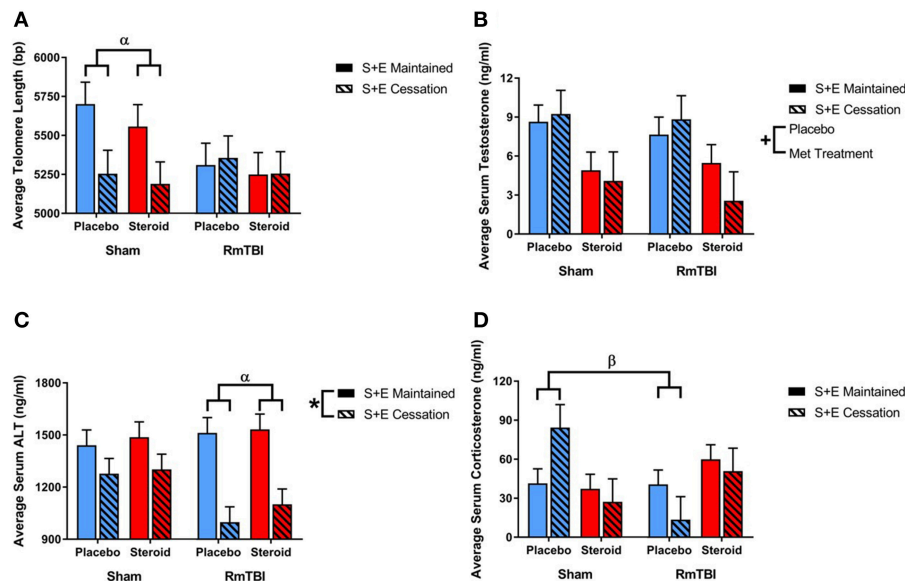 A
Average Telomere Length (bp)
6000
5750
5500
5250
5000
α
Placebo Steroid Placebo Steroid
Sham RmTBI
S+E Maintained
S+E Cessation
B
Average Serum Testosterone (ng/ml)
12
9
6
3
0
Placebo Steroid Placebo Steroid
Sham RmTBI
S+E Maintained
S+E Cessation
+
Placebo
Met Treatment
C
Average Serum ALT (ng/ml)
1800
1500
1200
900
α
Placebo Steroid Placebo Steroid
Sham RmTBI
S+E Maintained
*
S+E Cessation
D
Average Serum Corticosterone (ng/ml)
120
90
60
30
0
β
Placebo Steroid Placebo Steroid
Sham RmTBI
S+E Maintained
S+E Cessation